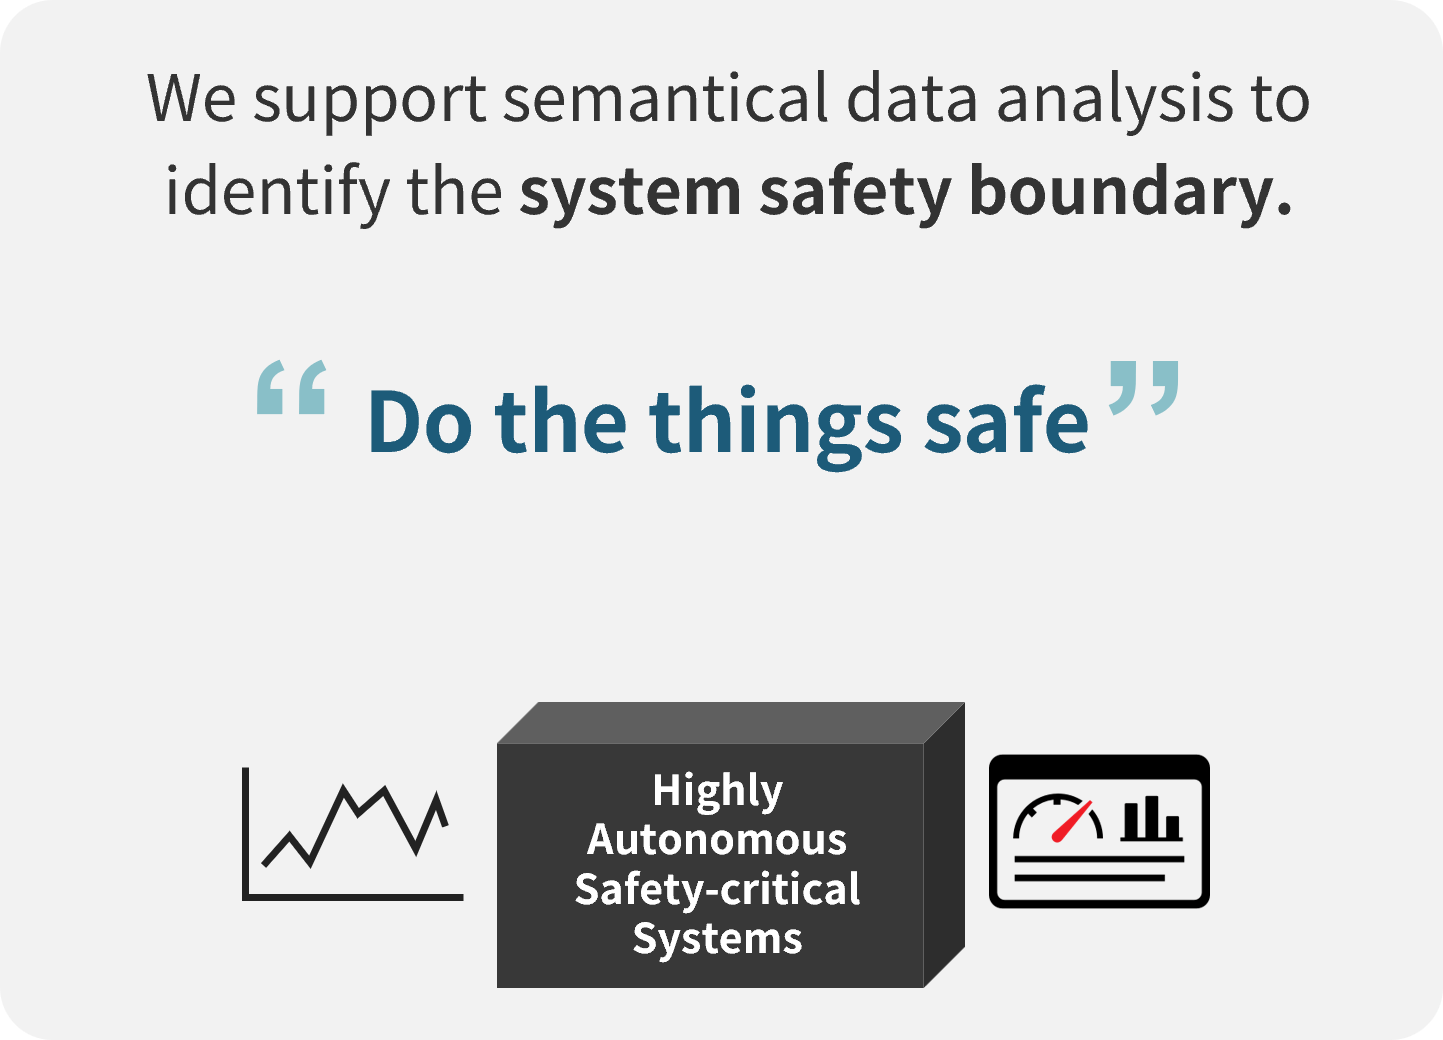 We support semantical data analysis to
identify the system safety boundary.
“ Do the things safe ”
Highly
Autonomous
Safety-critical
Systems